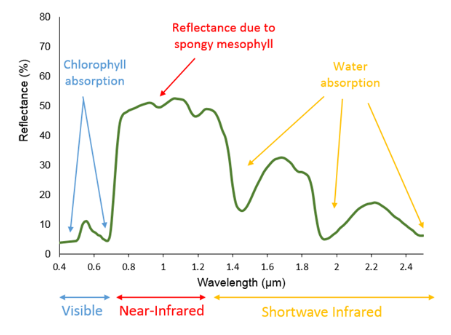 80
70
60
50
40
30
20
10
0
Reflectance (%)
Reflectance due to
spongy mesophyll
Chlorophyll
absorption
Water
absorption
0.4 0.6 0.8 1 1.2 1.4 1.6 1.8 2 2.2 2.4
Wavelength (µm)
Visible Near-Infrared Shortwave Infrared